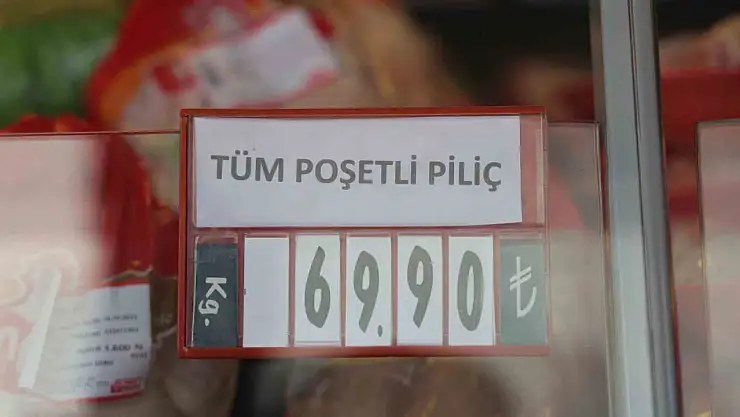 TÜM POŞETLİ PİLİÇ
Kg. 69.90 ₺